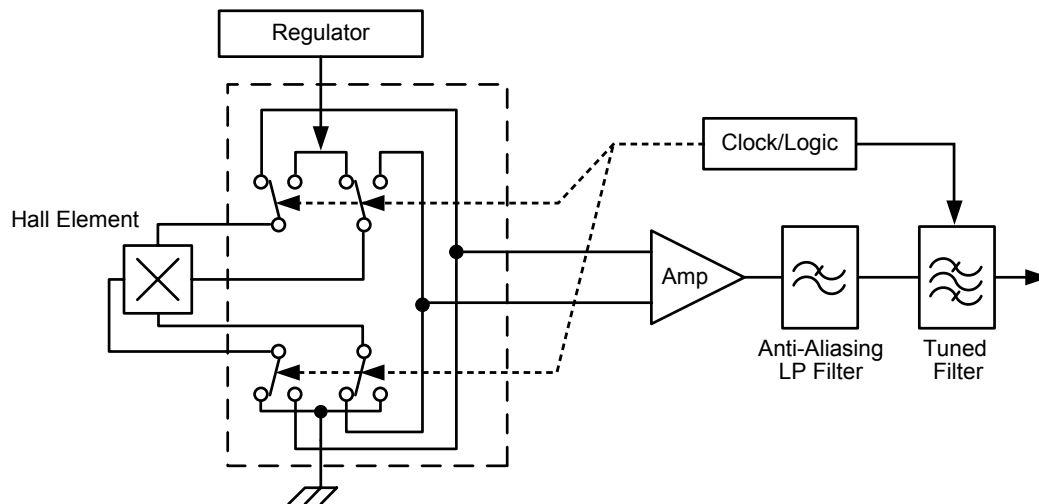 Regulator
Clock/Logic
Hall Element
Amp
Anti-Aliasing
LP Filter
Tuned
Filter